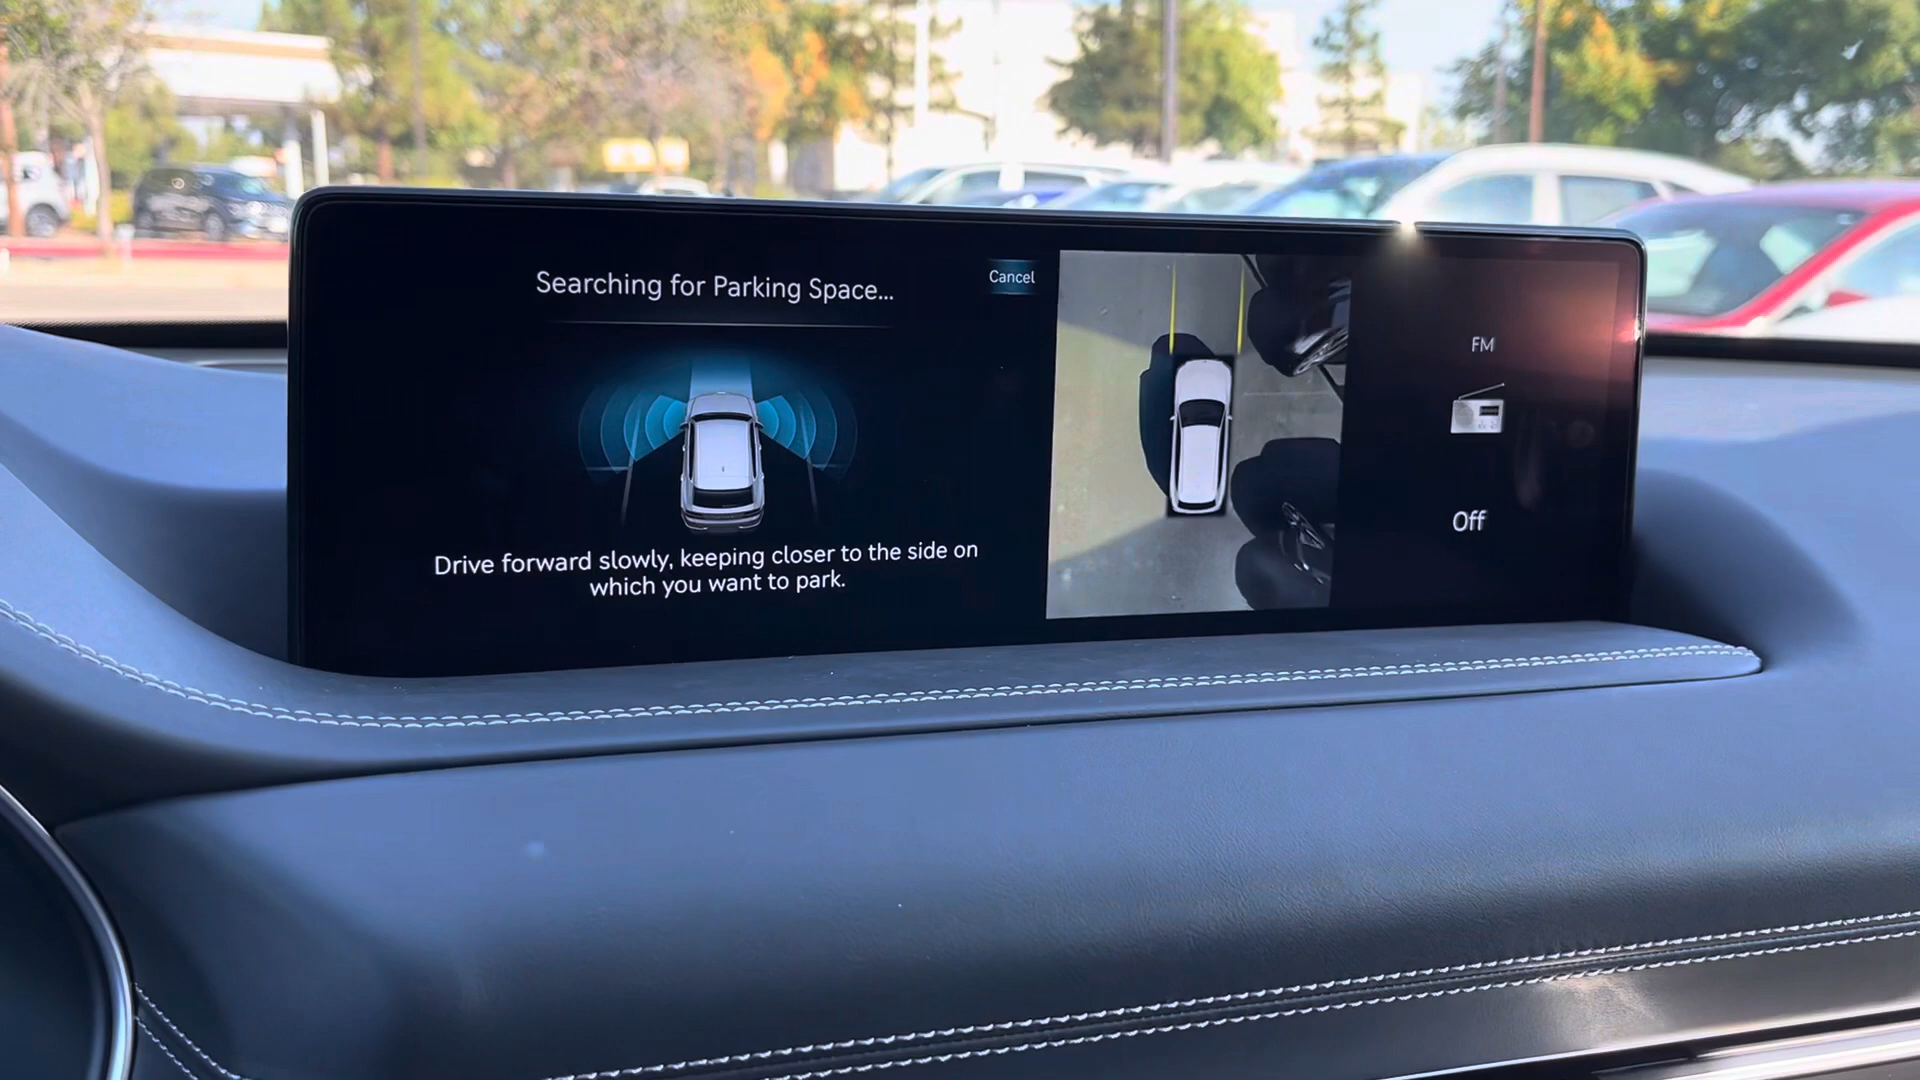 Searching for Parking Space...
Cancel
Drive forward slowly, keeping closer to the side on
which you want to park.
FM
Off